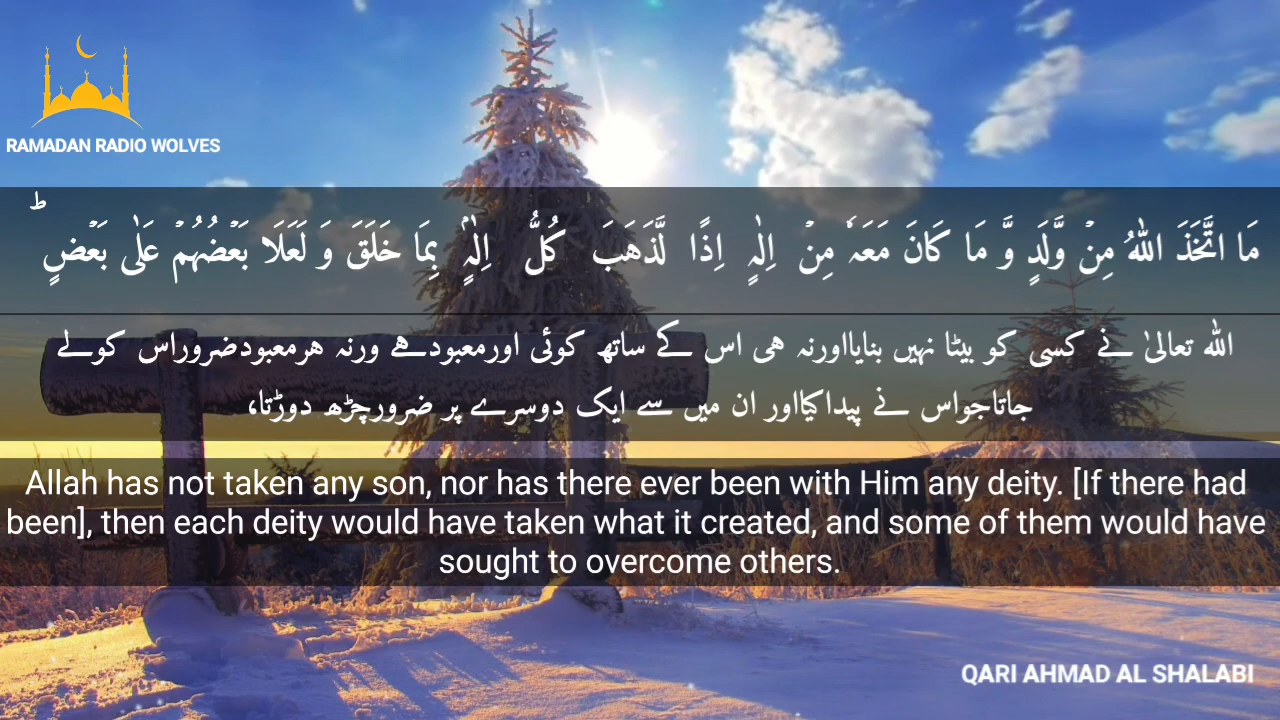 RAMADAN RADIO WOLVES
مَا اتَّخَذَ اللّٰهُ مِنۡ وَّلَدٍ وَّ مَا كَانَ مَعَهٗ مِنۡ اِلٰہٍ اِذًا لَّذَهَبَ كُلُّ اِلٰہٍۭ بِمَا خَلَقَ وَ لَعَلَا بَعۡضُہُمۡ عَلٰی بَعۡضٍ ؕ
اللہ تعالیٰ نے کسی کو بیٹا نہیں بنایااورنہ ہی اس کے ساتھ کوئی اورمعبودہے ورنہ ھرمعبودضروراس کولے
جاتاجواس نے پیداکیااور ان میں سے ایک دوسرے پر ضرورچڑھ دوڑتا،
Allah has not taken any son, nor has there ever been with Him any deity. [If there had
been], then each deity would have taken what it created, and some of them would have
sought to overcome others.
QARI AHMAD AL SHALABI